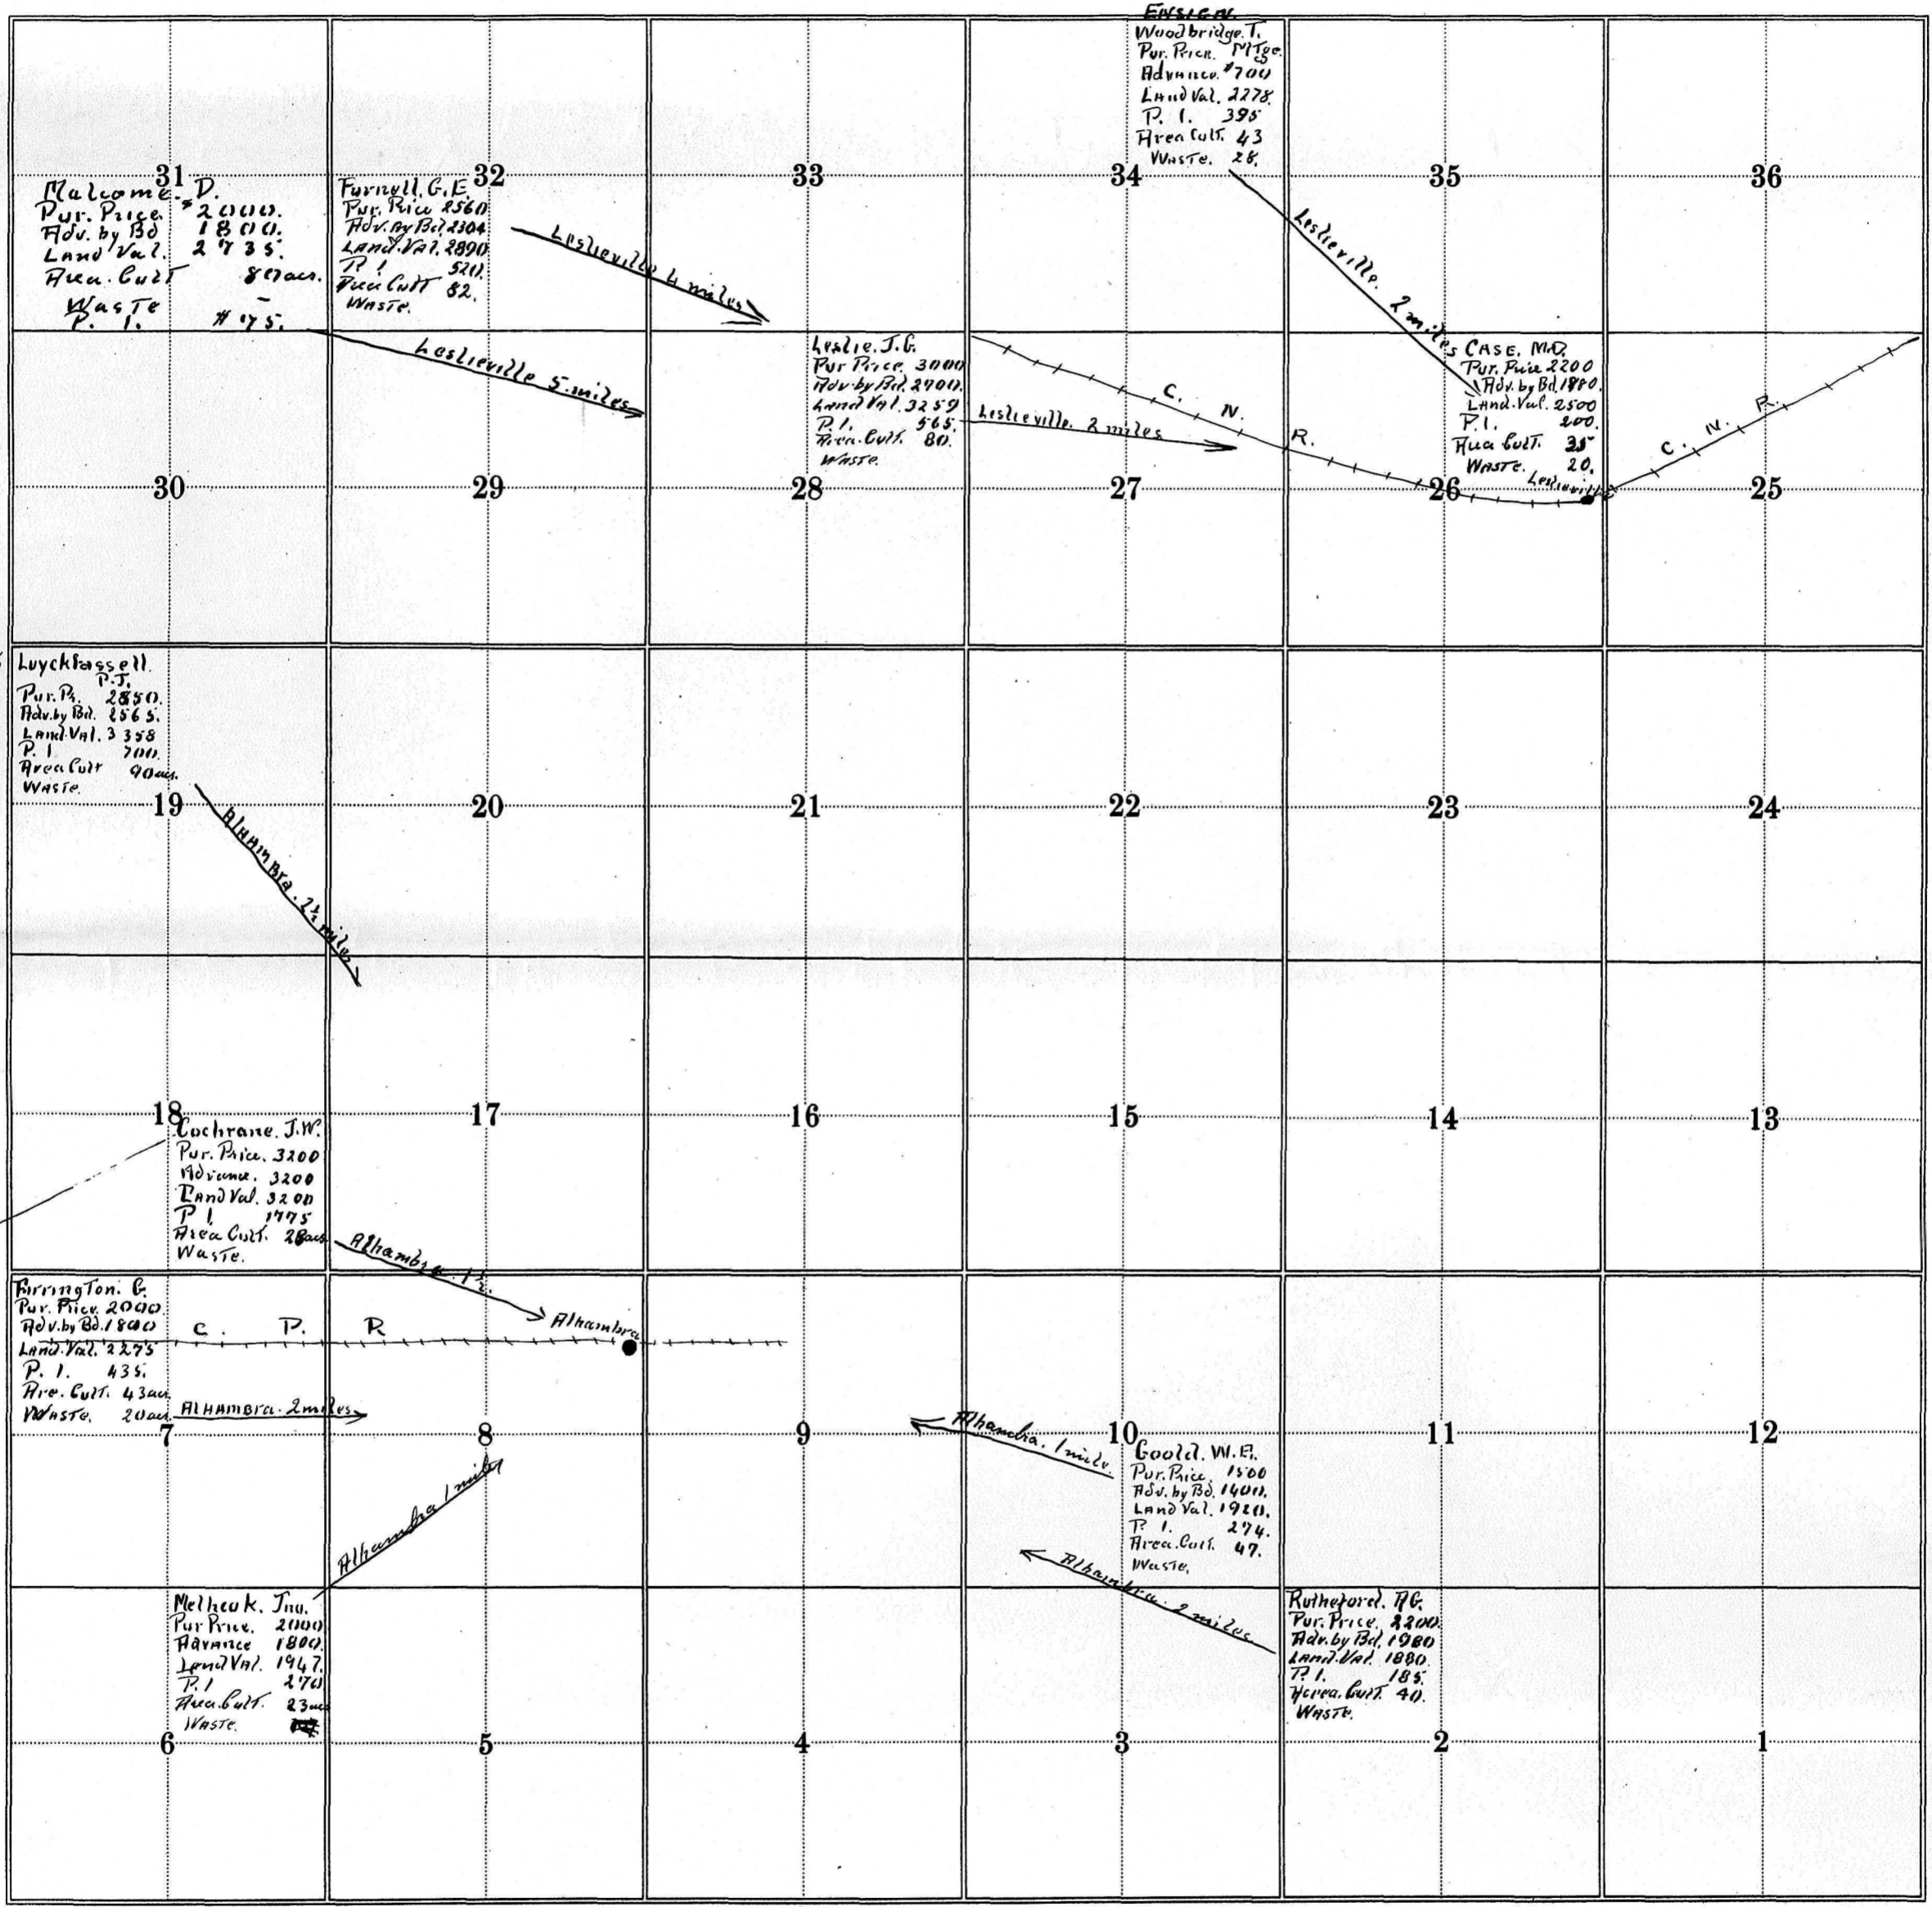 ENSIGN.
Woodbridge. T.
Pur. Price. Mtge.
Advance. $700
Land Val. 2278.
P. I. 395
Area Cult. 43
Waste. 28.
31
32
33
34
35
36
Malcome. D.
Pur. Price. $2000.
Adv. by Bd 1800.
Land Val. 2735.
Area. Cult 80 acs.
Waste –
P. I. # 75.
Furnell. G.E.
Pur. Price 2560
Adv. by Bd. 2304
Land. Val. 2890
P. I. 520.
Area Cult 82.
Waste.
Leslieville 4 miles
Leslieville. 2 miles
Leslieville 5. miles
Leslie. J.G.
Pur Price. 3000
Adv. by Bd. 2700.
Land Val. 3259
P. I. 565.
Area. Cult. 80.
Waste.
C. N. R.
Leslieville. 2 miles
CASE. M.D.
Pur. Price 2200
Adv. by Bd. 1980.
Land. Val. 2500
P. I. 200.
Area Cult. 35
Waste. 20.
Leslieville
C. N. R.
30
29
28
27
26
25
Pur. Pr. 2850.
P.J.
Adv. by Bd. 2565.
Land. Val. 3358
P. I. 700.
Area Cult 90 acs.
Waste.
19
20
21
22
23
24
Alhambra. 2½ miles
18
17
16
15
14
13
Cochrane. J.W.
Pur. Price. 3200
Advance. 3200
Land Val. 3200
P I. 1775
Area Cult. 28 acs
Waste.
Alhambra. 1½.
Alhambra
Farrington. G.
Pur. Price. 2000
Adv. by Bd. 1800
Land. Val. 2275
P. I. 435.
Are. Cult. 43 acs.
Waste. 20 acs.
C. P. R
Alhambra. 2 miles
7
8
9
10
11
12
Alhambra. 1 mile.
Goold. W.E.
Pur. Price. 1500
Adv. by Bd. 1400.
Land Val. 1920.
P. I. 274.
Area. Cult. 47.
Waste.
Alhambra 1 mile
Alhambra. 2 miles
Jno.
Pur Price. 2000
Advance 1800.
Land Val. 1947.
P. I 270
Area. Cult. 23 acs
Waste.
Rutheford. A.G.
Pur. Price. 2200.
Adv. by Bd. 1980
Land. Val. 1880
P. I. 185.
Acrea. Cult. 40.
Waste.
6
5
4
3
2
1